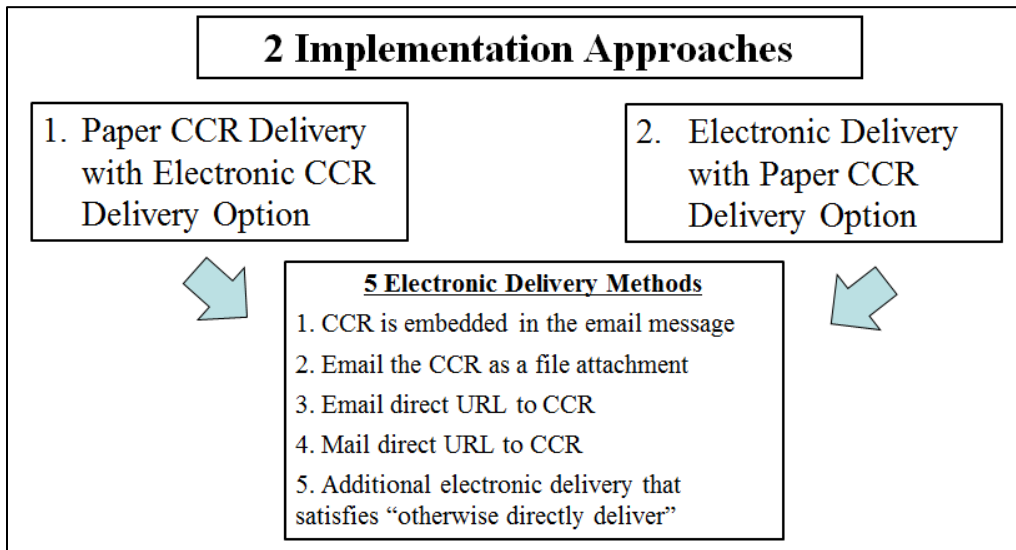 2 Implementation Approaches
1. Paper CCR Delivery
with Electronic CCR
Delivery Option
2. Electronic Delivery
with Paper CCR
Delivery Option
5 Electronic Delivery Methods
1. CCR is embedded in the email message
2. Email the CCR as a file attachment
3. Email direct URL to CCR
4. Mail direct URL to CCR
5. Additional electronic delivery that
satisfies “otherwise directly deliver”